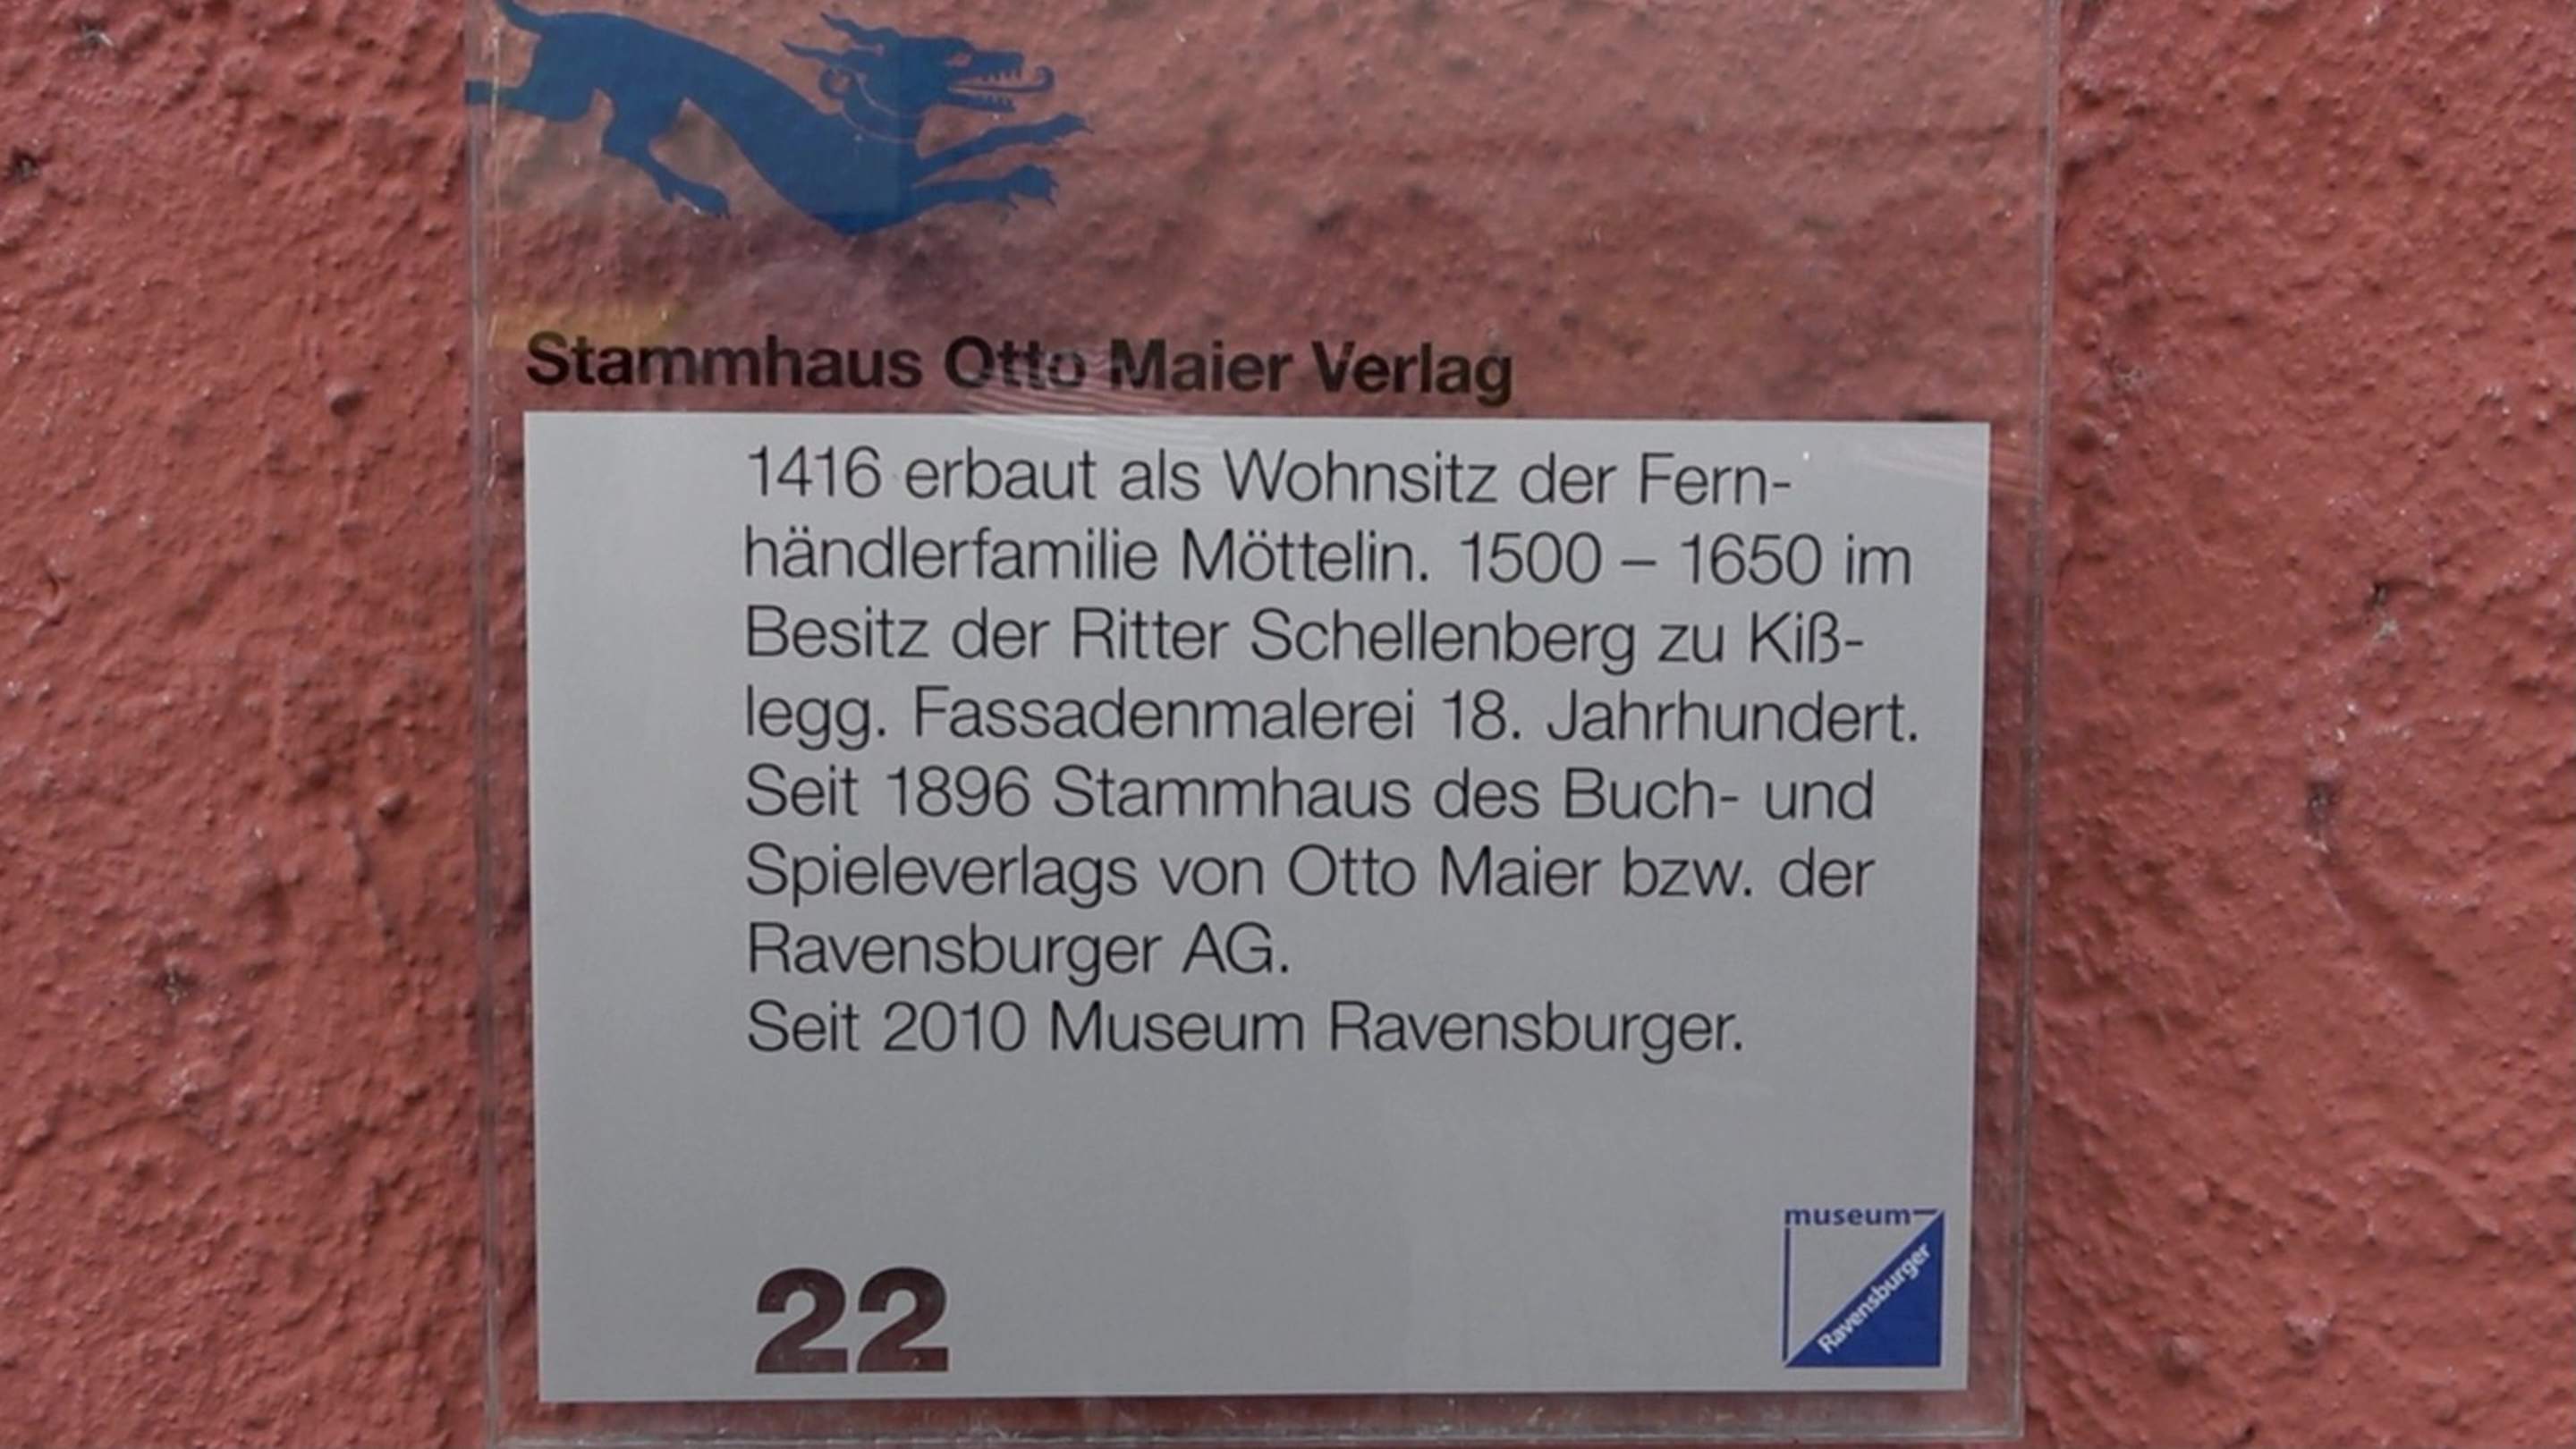 Stammhaus Otto Maier Verlag
1416 erbaut als Wohnsitz der Fern-
händlerfamilie Möttelin. 1500 – 1650 im
Besitz der Ritter Schellenberg zu Kiß-
legg. Fassadenmalerei 18. Jahrhundert.
Seit 1896 Stammhaus des Buch- und
Spieleverlags von Otto Maier bzw. der
Ravensburger AG.
Seit 2010 Museum Ravensburger.
22
museum
Ravensburger